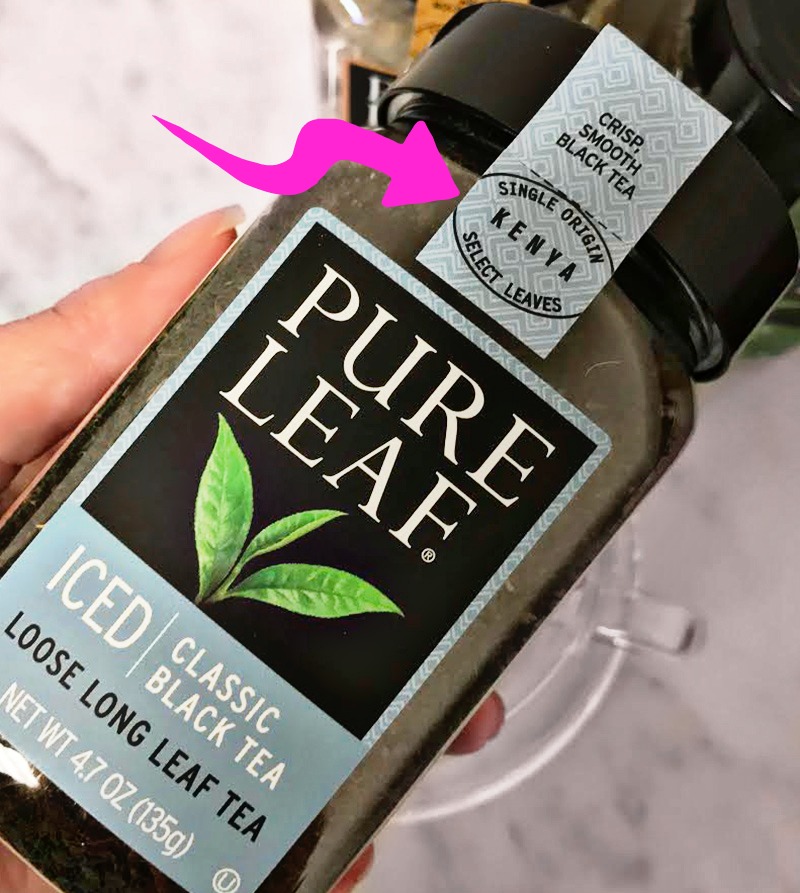 CRISP,
SMOOTH
BLACK TEA
SINGLE ORIGIN
KENYA
SELECT LEAVES
PURE
LEAF®
ICED
CLASSIC
BLACK TEA
LOOSE LONG LEAF TEA
NET WT 4.7 OZ (135g)
U